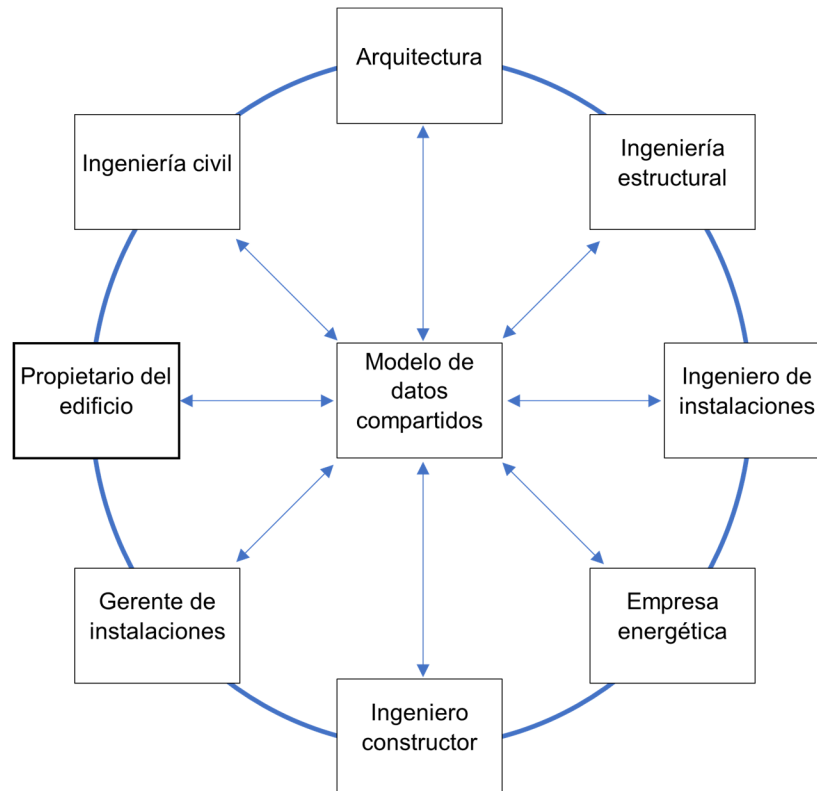 Arquitectura
Ingeniería civil
Ingeniería
estructural
Propietario del
edificio
Modelo de
datos
compartidos
Ingeniero de
instalaciones
Gerente de
instalaciones
Empresa
energética
Ingeniero
constructor